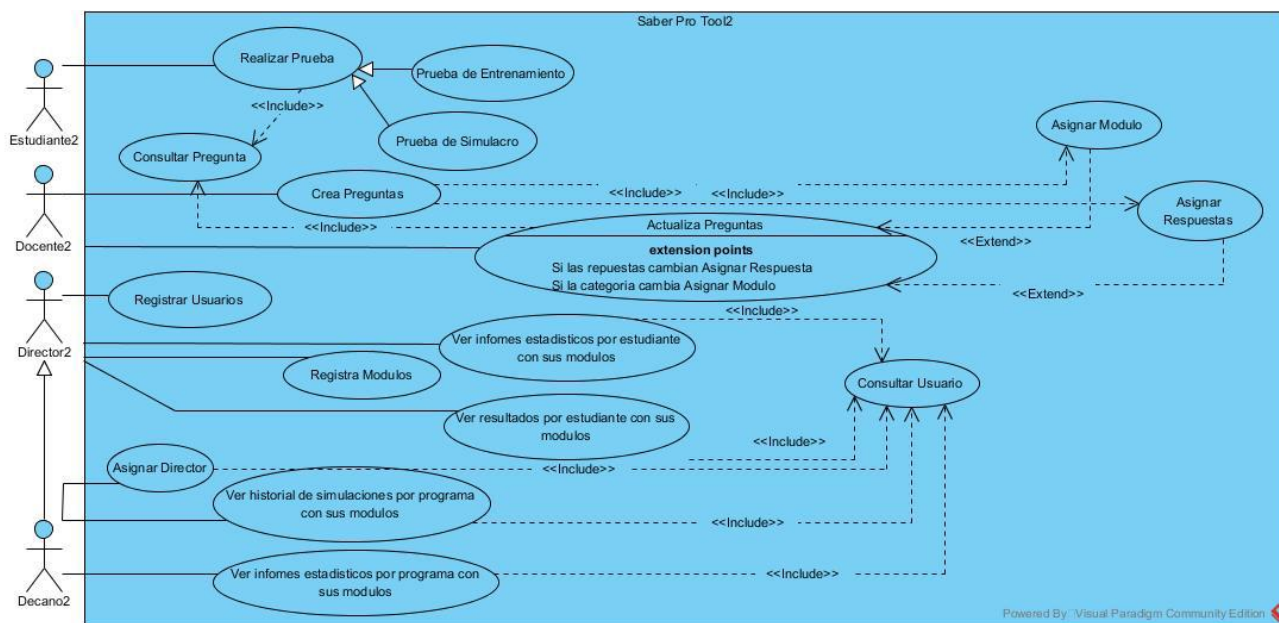 Saber Pro Tool2
Realizar Prueba
Prueba de Entrenamiento
<<Include>>
Estudiante2
Prueba de Simulacro
Asignar Modulo
Consultar Pregunta
Crea Preguntas
<<Include>>
<<Include>>
Asignar
Respuestas
<<Include>>
Actualiza Preguntas
Docente2
<<Extend>>
extension points
Si las repuestas cambian Asignar Respuesta
Si la categoria cambia Asignar Modulo
<<Extend>>
Registrar Usuarios
<<Include>>
Director2
Ver infomes estadisticos por estudiante
con sus modulos
Registra Modulos
Consultar Usuario
Ver resultados por estudiante con sus
modulos
<<Include>>
Asignar Director
<<Include>>
Ver historial de simulaciones por programa
con sus modulos
<<Include>>
Ver infomes estadisticos por programa con
sus modulos
<<Include>>
Decano2
Powered By Visual Paradigm Community Edition